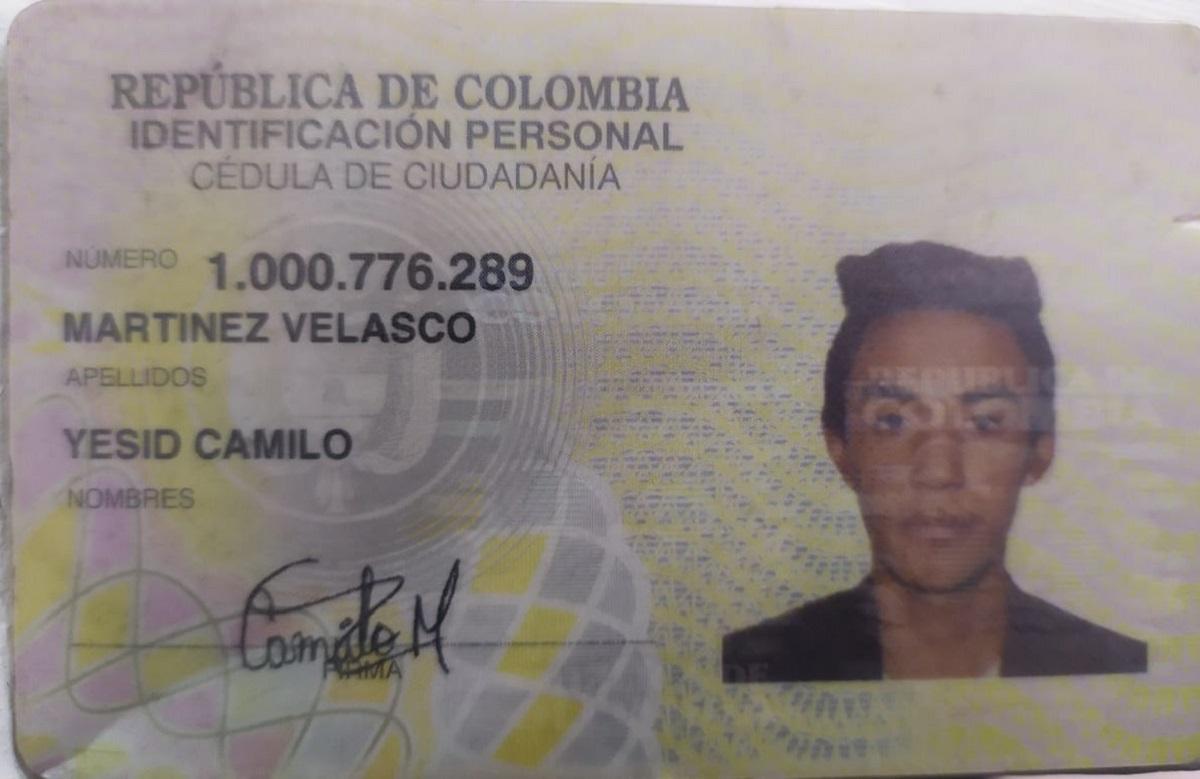 REPÚBLICA DE COLOMBIA
IDENTIFICACIÓN PERSONAL
CÉDULA DE CIUDADANÍA
NÚMERO 1.000.776.289
MARTINEZ VELASCO
APELLIDOS
YESID CAMILO
NOMBRES
Camilo M
FIRMA